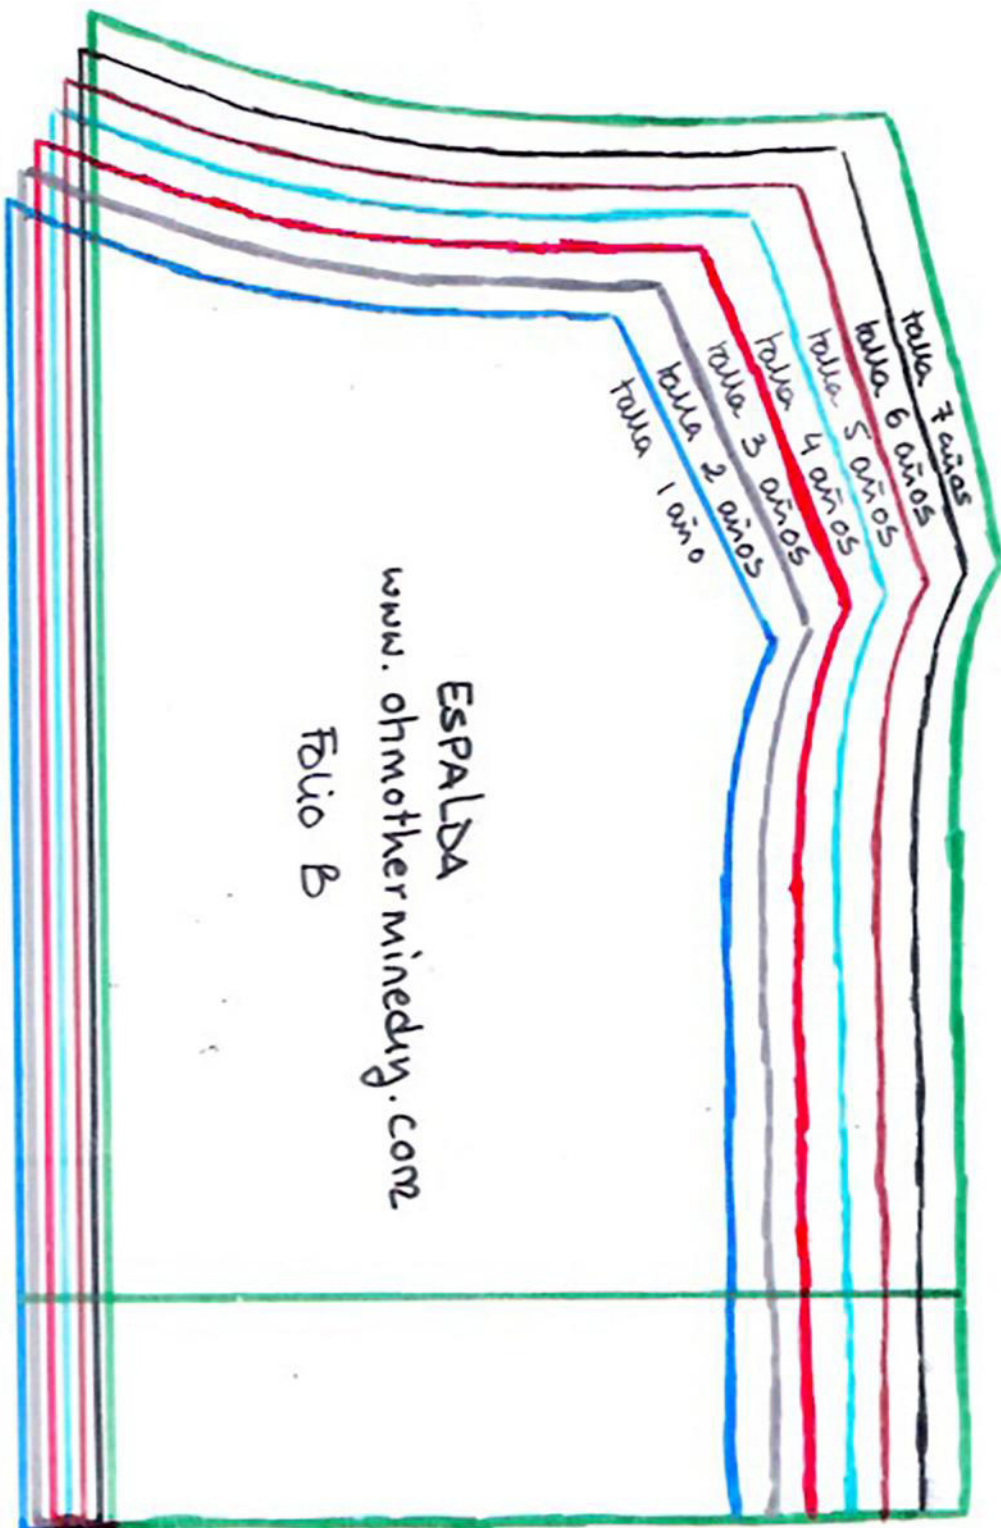 talla 7 años
talla 6 años
talla 5 años
talla 4 años
talla 3 años
talla 2 años
talla 1 año
ESPALDA
www.ohmotherminediy.com
Folio B